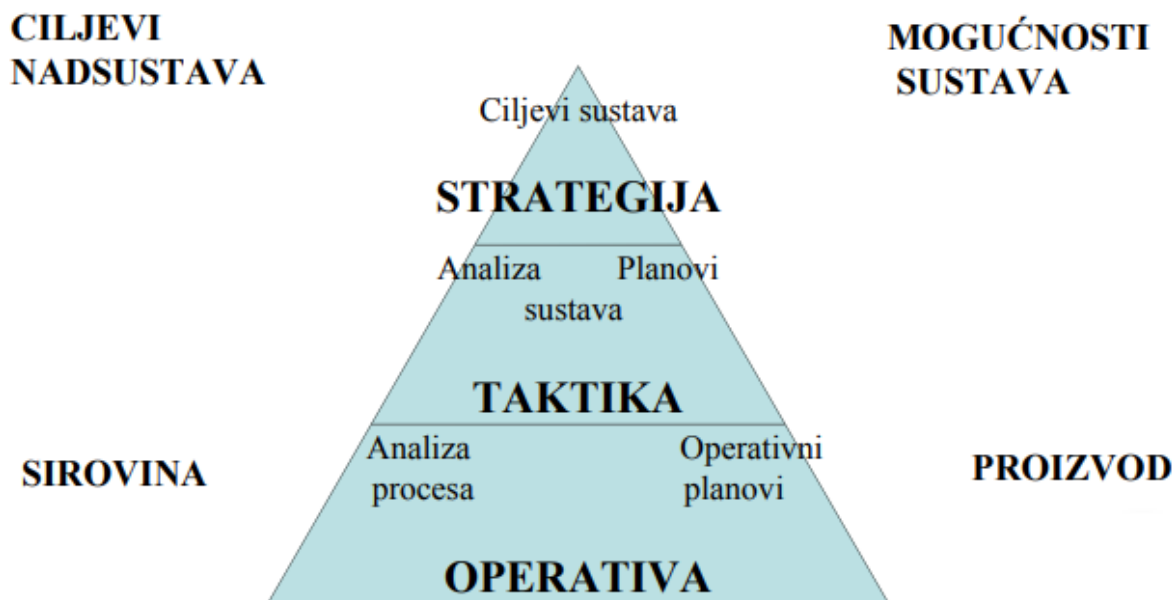 CILJEVI
NADSUSTAVA
MOGUĆNOSTI
SUSTAVA
Ciljevi sustava
STRATEGIJA
Analiza Planovi
sustava
TAKTIKA
SIROVINA
Analiza
procesa
Operativni
planovi
PROIZVOD
OPERATIVA